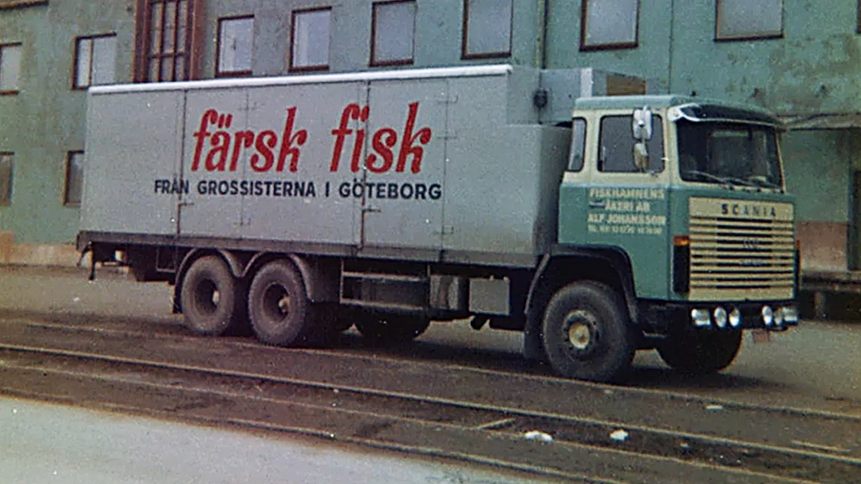 färsk fisk
FRÅN GROSSISTERNA I GÖTEBORG
FISKHAMNENS
ÅKERI AB
ALF JOHANSSON
SCANIA